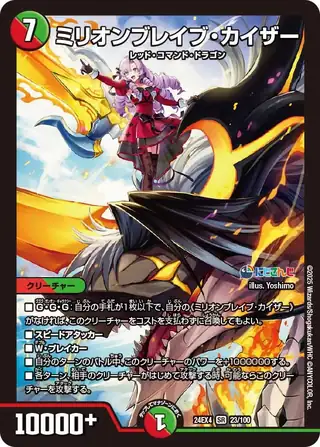 7
ミリオンブレイブ・カイザー
レッド・コマンド・ドラゴン
にじさんじ
illus. Yoshimo
クリーチャー
■G・G・G:自分の手札が1枚以下で、自分の《ミリオンブレイブ・カイザー》
がなければ、このクリーチャーをコストを支払わずに召喚してもよい。
■スピードアタッカー
■W・ブレイカー
■自分のターンのバトル中、このクリーチャーのパワーを+1000000する。
■各ターン、相手のクリーチャーがはじめて攻撃する時、可能ならこのクリー
チャーを攻撃する。
10000+
1
24EX4 SR 23/100